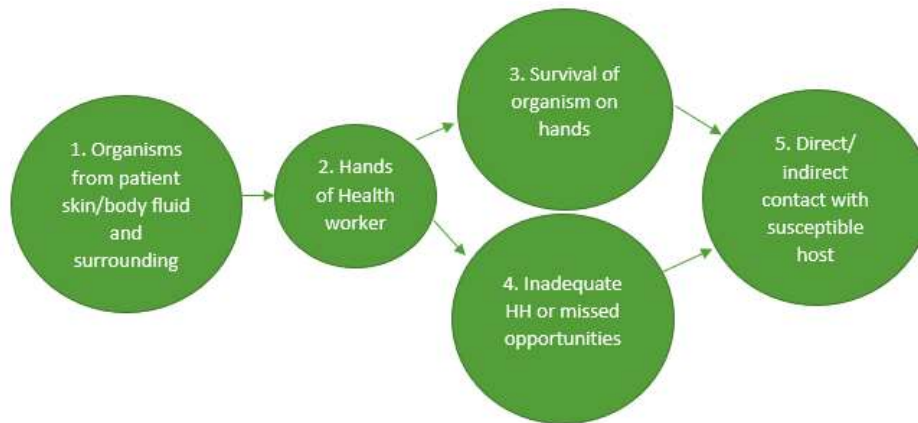 1. Organisms
from patient
skin/body fluid
and
surrounding
2. Hands
of Health
worker
3. Survival of
organism on
hands
4. Inadequate
HH or missed
opportunities
5. Direct/
indirect
contact with
susceptible
host